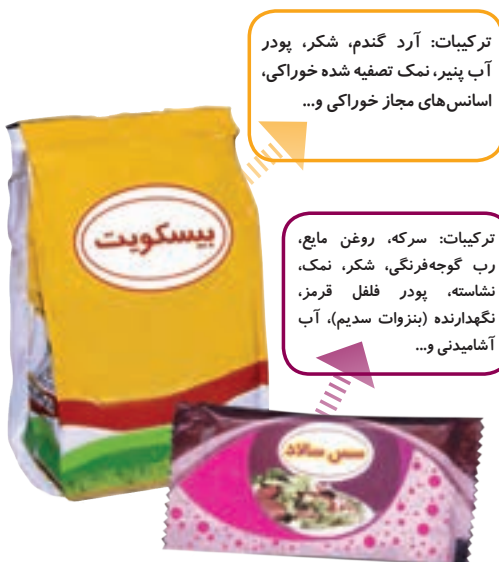 ترکیبات: آرد گندم، شکر، پودر
آب پنیر، نمک تصفیه شده خوراکی،
اسانس‌های مجاز خوراکی و...
بیسکویت
ترکیبات: سرکه، روغن مایع،
رب گوجه‌فرنگی، شکر، نمک،
نشاسته، پودر فلفل قرمز،
نگهدارنده (بنزوات سدیم)، آب
آشامیدنی و...
سس سالاد